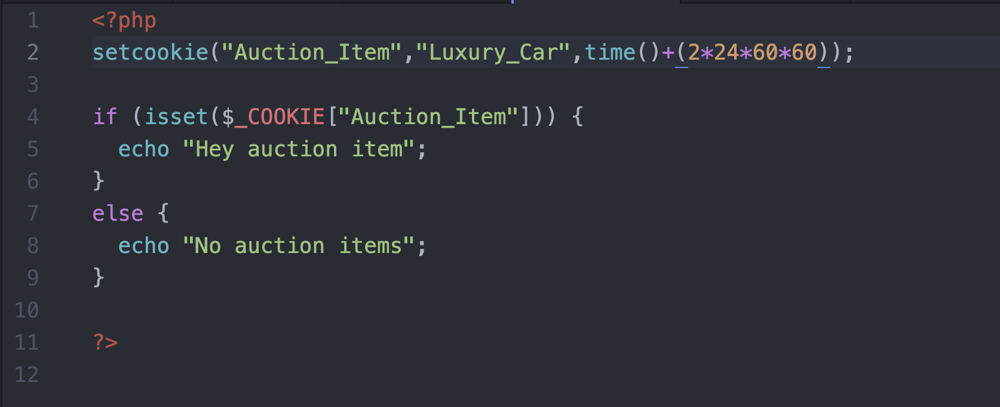 1 <?php
2 setcookie("Auction_Item","Luxury_Car",time()+(2*24*60*60));
3
4 if (isset($_COOKIE["Auction_Item"])) {
5   echo "Hey auction item";
6 }
7 else {
8   echo "No auction items";
9 }
10
11 ?>
12